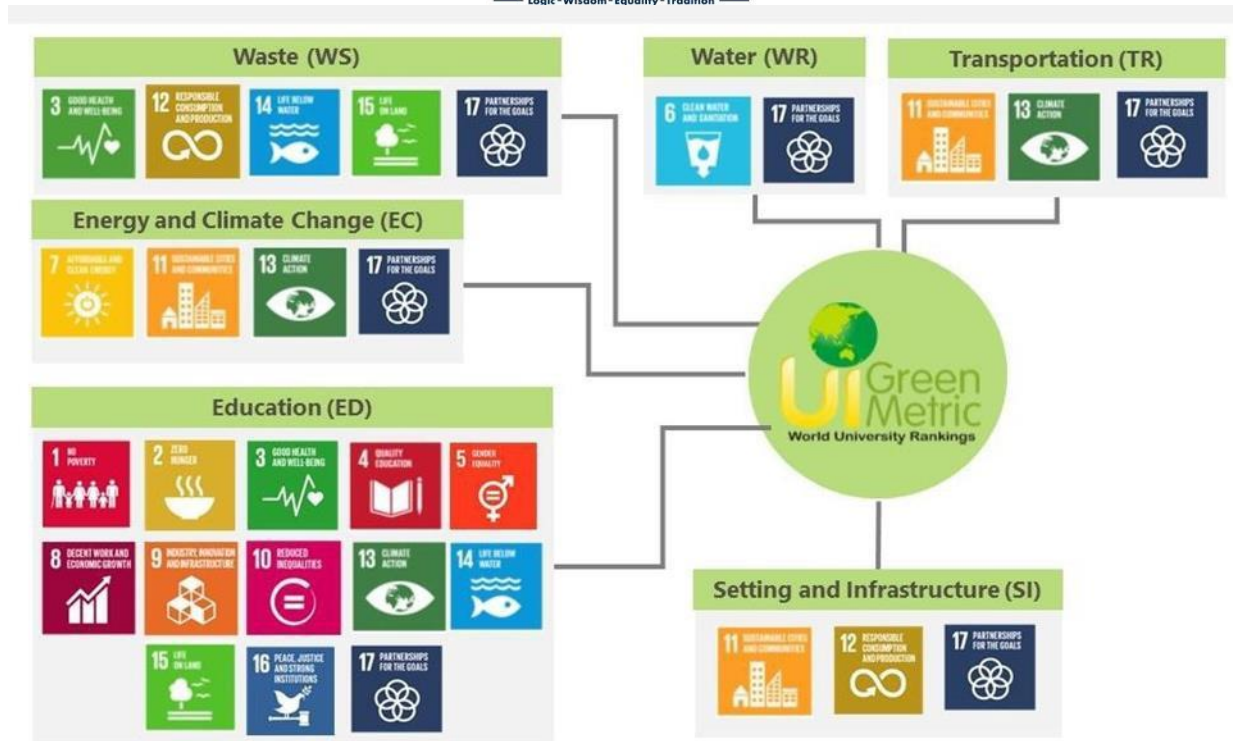 Logic-Wisdom-Equality-Tradition
Waste (WS)
3 GOOD HEALTH
AND WELL-BEING
12 RESPONSIBLE
CONSUMPTION
AND PRODUCTION
14 LIFE BELOW
WATER
15 LIFE
ON LAND
17 PARTNERSHIPS
FOR THE GOALS
Water (WR)
6 CLEAN WATER
AND SANITATION
17 PARTNERSHIPS
FOR THE GOALS
Transportation (TR)
11 SUSTAINABLE CITIES
AND COMMUNITIES
13 CLIMATE
ACTION
17 PARTNERSHIPS
FOR THE GOALS
Energy and Climate Change (EC)
7 AFFORDABLE AND
CLEAN ENERGY
11 SUSTAINABLE CITIES
AND COMMUNITIES
13 CLIMATE
ACTION
17 PARTNERSHIPS
FOR THE GOALS
UI
Green
Metric
World University Rankings
Education (ED)
1 NO
POVERTY
2 ZERO
HUNGER
3 GOOD HEALTH
AND WELL-BEING
4 QUALITY
EDUCATION
5 GENDER
EQUALITY
8 DECENT WORK AND
ECONOMIC GROWTH
9 INDUSTRY, INNOVATION
AND INFRASTRUCTURE
10 REDUCED
INEQUALITIES
13 CLIMATE
ACTION
14 LIFE BELOW
WATER
15 LIFE
ON LAND
16 PEACE, JUSTICE
AND STRONG
INSTITUTIONS
17 PARTNERSHIPS
FOR THE GOALS
Setting and Infrastructure (SI)
11 SUSTAINABLE CITIES
AND COMMUNITIES
12 RESPONSIBLE
CONSUMPTION
AND PRODUCTION
17 PARTNERSHIPS
FOR THE GOALS